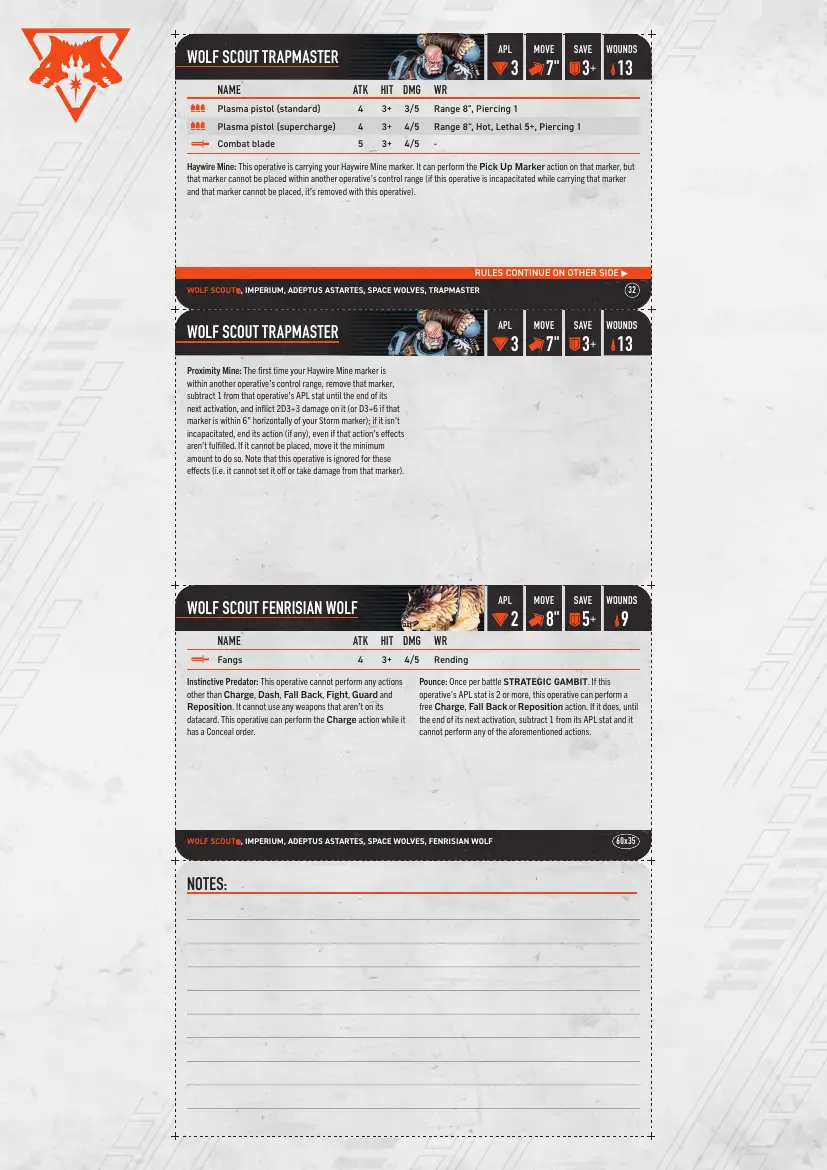 WOLF SCOUT TRAPMASTER
APL MOVE SAVE WOUNDS
3 7" 3+ 13
NAME ATK HIT DMG WR
Plasma pistol (standard) 4 3+ 3/5 Range 8", Piercing 1
Plasma pistol (supercharge) 4 3+ 4/5 Range 8", Hot, Lethal 5+, Piercing 1
Combat blade 5 3+ 4/5 -
Haywire Mine: This operative is carrying your Haywire Mine marker. It can perform the Pick Up Marker action on that marker, but
that marker cannot be placed within another operative's control range (if this operative is incapacitated while carrying that marker
and that marker cannot be placed, it's removed with this operative).
RULES CONTINUE ON OTHER SIDE ▶
WOLF SCOUT, IMPERIUM, ADEPTUS ASTARTES, SPACE WOLVES, TRAPMASTER 32
WOLF SCOUT TRAPMASTER
APL MOVE SAVE WOUNDS
3 7" 3+ 13
Proximity Mine: The first time your Haywire Mine marker is
within another operative's control range, remove that marker,
subtract 1 from that operative's APL stat until the end of its
next activation, and inflict 2D3+3 damage on it (or D3+6 if that
marker is within 6" horizontally of your Storm marker); if it isn't
incapacitated, end its action (if any), even if that action's effects
aren't fulfilled. If it cannot be placed, move it the minimum
amount to do so. Note that this operative is ignored for these
effects (i.e. it cannot set it off or take damage from that marker).
WOLF SCOUT FENRISIAN WOLF
APL MOVE SAVE WOUNDS
2 8" 5+ 9
NAME ATK HIT DMG WR
Fangs 4 3+ 4/5 Rending
Instinctive Predator: This operative cannot perform any actions
other than Charge, Dash, Fall Back, Fight, Guard and
Reposition. It cannot use any weapons that aren't on its
datacard. This operative can perform the Charge action while it
has a Conceal order.
Pounce: Once per battle STRATEGIC GAMBIT. If this
operative's APL stat is 2 or more, this operative can perform a
free Charge, Fall Back or Reposition action. If it does, until
the end of its next activation, subtract 1 from its APL stat and it
cannot perform any of the aforementioned actions.
WOLF SCOUT, IMPERIUM, ADEPTUS ASTARTES, SPACE WOLVES, FENRISIAN WOLF 60x35
NOTES: